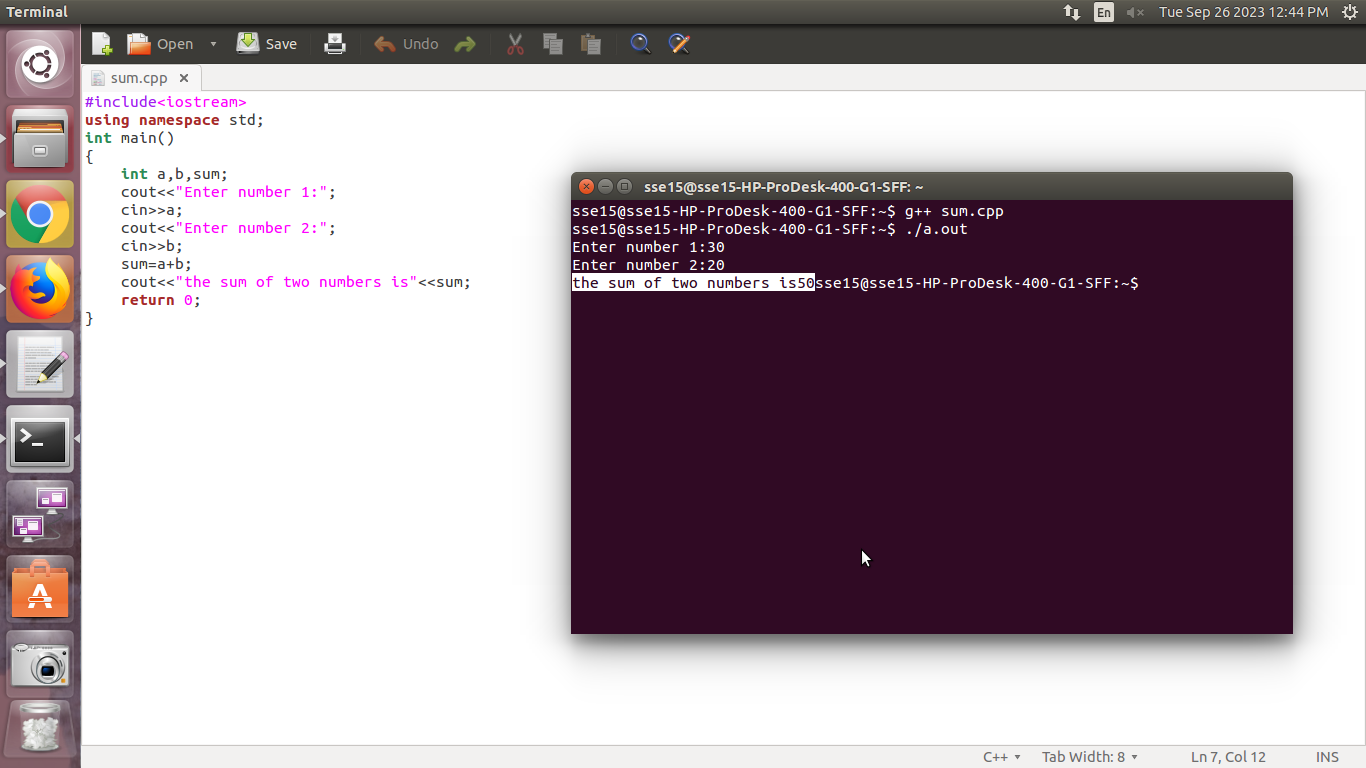 Terminal
En
Tue Sep 26 2023 12:44 PM
Open
Save
Undo
sum.cpp
#include<iostream>
using namespace std;
int main()
{
int a,b,sum;
cout<<"Enter number 1:";
cin>>a;
cout<<"Enter number 2:";
cin>>b;
sum=a+b;
cout<<"the sum of two numbers is"<<sum;
return 0;
}
sse15@sse15-HP-ProDesk-400-G1-SFF: ~
sse15@sse15-HP-ProDesk-400-G1-SFF:~$ g++ sum.cpp
sse15@sse15-HP-ProDesk-400-G1-SFF:~$ ./a.out
Enter number 1:30
Enter number 2:20
the sum of two numbers is50sse15@sse15-HP-ProDesk-400-G1-SFF:~$
C++
Tab Width: 8
Ln 7, Col 12
INS